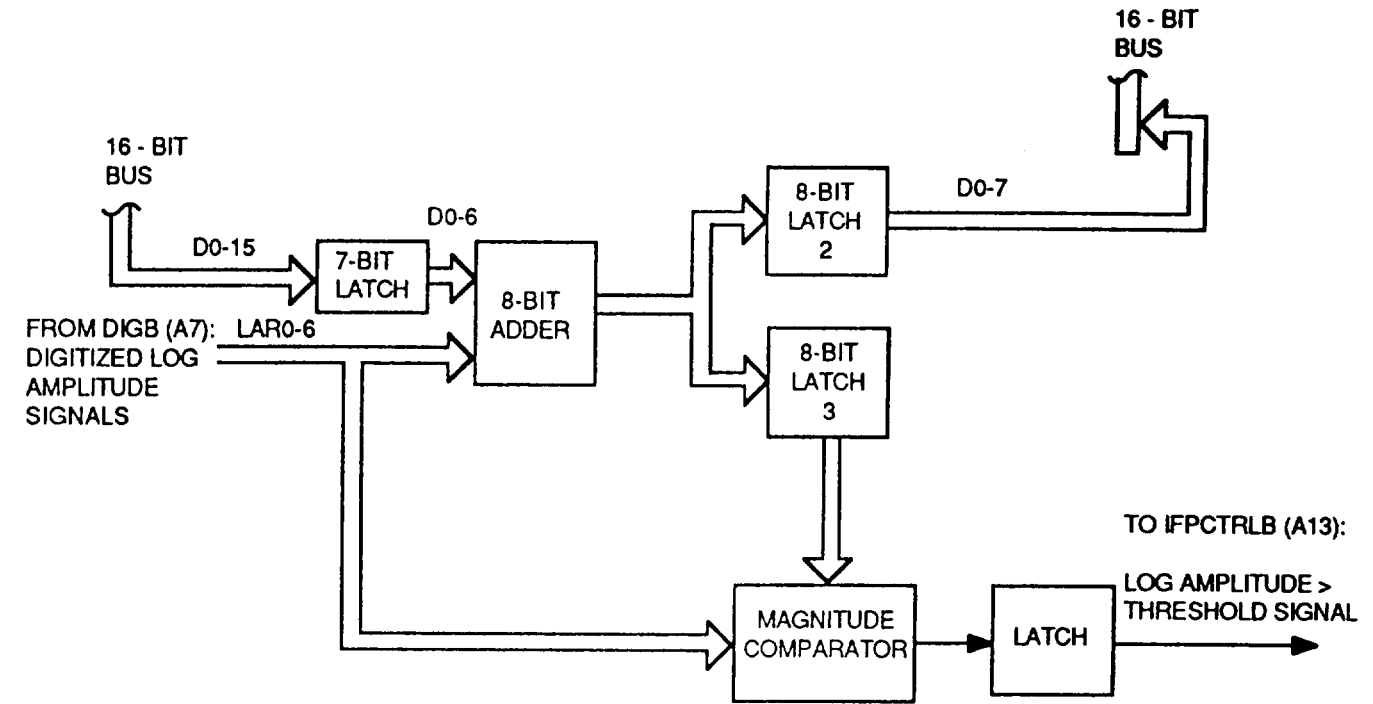 16 - BIT
BUS
16 - BIT
BUS
D0-15
D0-6
7-BIT
LATCH
8-BIT
ADDER
8-BIT
LATCH
2
D0-7
FROM DIGB (A7):
DIGITIZED LOG
AMPLITUDE
SIGNALS
LAR0-6
8-BIT
LATCH
3
MAGNITUDE
COMPARATOR
LATCH
TO IFPCTRLB (A13):
LOG AMPLITUDE >
THRESHOLD SIGNAL